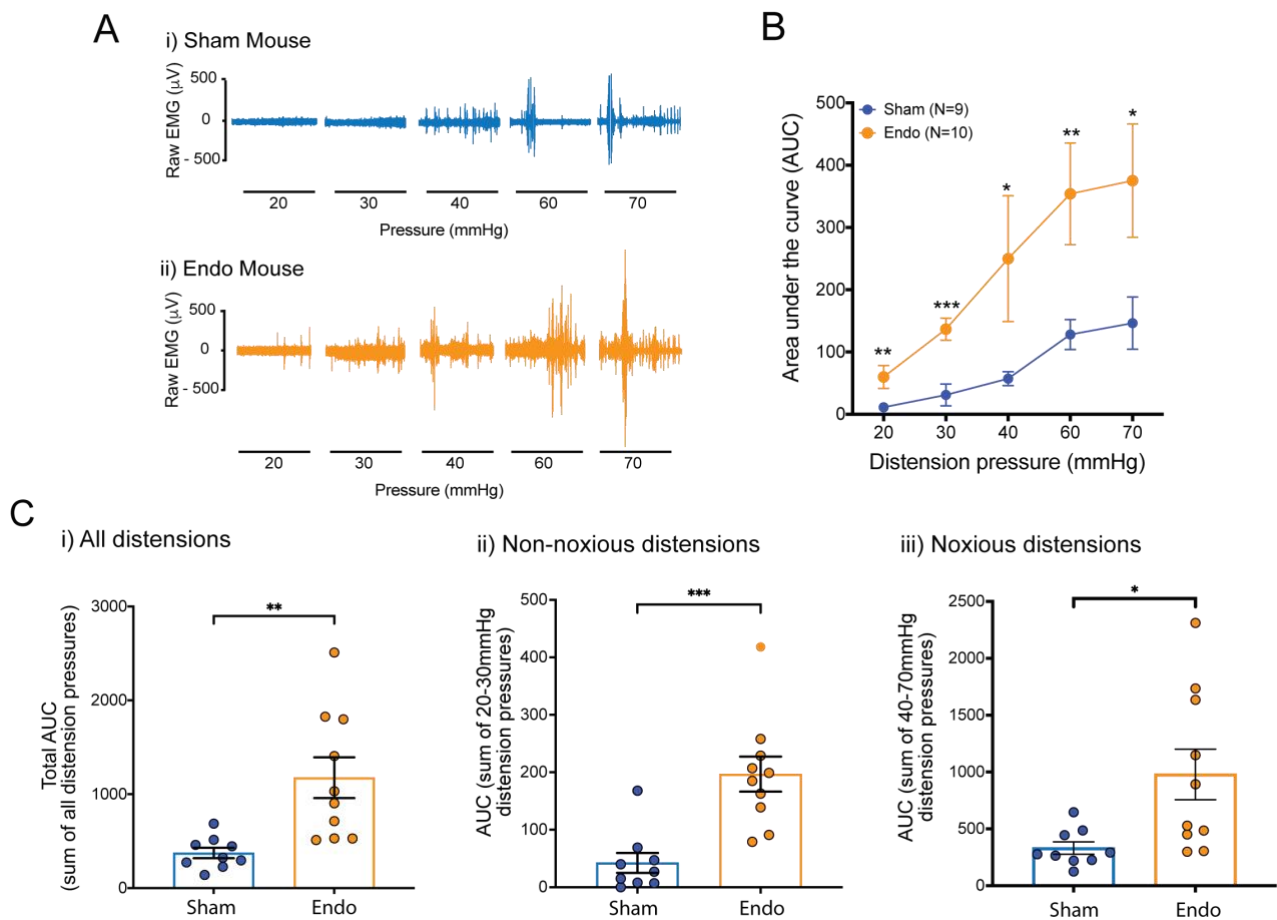 A
i) Sham Mouse
Raw EMG (μV)
500
0
- 500
20 30 40 60 70
Pressure (mmHg)
ii) Endo Mouse
Raw EMG (μV)
500
0
- 500
20 30 40 60 70
Pressure (mmHg)
B
Sham (N=9)
Endo (N=10)
Area under the curve (AUC)
500
400
300
200
100
0
** *** * ** *
20 30 40 60 70
Distension pressure (mmHg)
C
i) All distensions
Total AUC
(sum of all distension pressures)
3000
2000
1000
0
**
Sham Endo
ii) Non-noxious distensions
AUC (sum of 20-30mmHg
distension pressures)
500
400
300
200
100
0
***
Sham Endo
iii) Noxious distensions
AUC (sum of 40-70mmHg
distension pressures)
2500
2000
1500
1000
500
0
*
Sham Endo